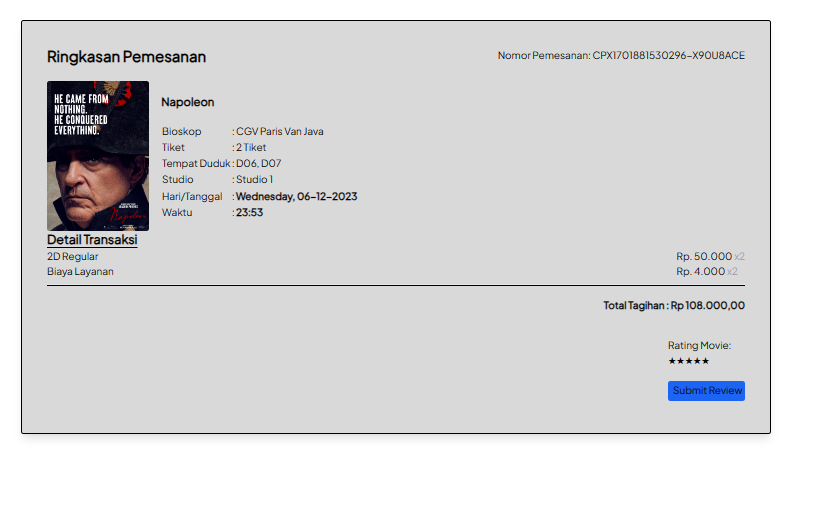 Ringkasan Pemesanan
Nomor Pemesanan: CPX1701881530296-X90U8ACE
HE CAME FROM
NOTHING.
HE CONQUERED
EVERYTHING.
Napoleon
Napoleon
Bioskop : CGV Paris Van Java
Tiket : 2 Tiket
Tempat Duduk : D06, D07
Studio : Studio 1
Hari/Tanggal : Wednesday, 06-12-2023
Waktu : 23:53
Detail Transaksi
2D Regular Rp. 50.000 x2
Biaya Layanan Rp. 4.000 x2
Total Tagihan : Rp 108.000,00
Rating Movie:
★★★★★
Submit Review